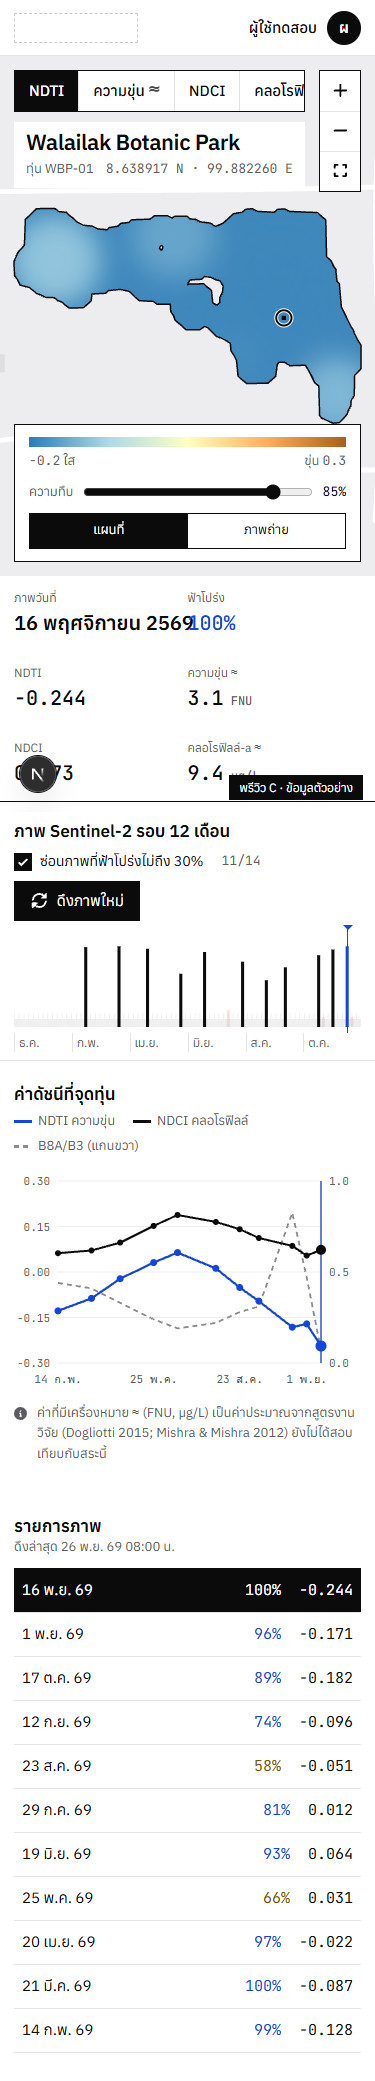 ผู้ใช้ทดสอบ ผ
NDTI ความขุ่น ≈ NDCI
+
Walailak Botanic Park
−
ทุ่น WBP-01 8.638917 N · 99.882260 E
-0.2 ใส ขุ่น 0.3
ความทึบ 85%
แผนที่ ภาพถ่าย
ภาพวันที่ ฟ้าโปร่ง
16 พฤศจิกายน 2569 100%
NDTI ความขุ่น ≈
-0.244 3.1 FNU
NDCI คลอโรฟิลล์-a ≈
N 9.4
พรีวิว C · ข้อมูลตัวอย่าง
ภาพ Sentinel-2 รอบ 12 เดือน
ซ่อนภาพที่ฟ้าโปร่งไม่ถึง 30% 11/14
ดึงภาพใหม่
ธ.ค. ก.พ. เม.ย. มิ.ย. ส.ค. ต.ค.
ค่าดัชนีที่จุดทุ่น
NDTI ความขุ่น NDCI คลอโรฟิลล์
B8A/B3 (แกนขวา)
0.30 1.0
0.15
0.00 0.5
-0.15
-0.30 0.0
14 ก.พ. 25 พ.ค. 23 ส.ค. 1 พ.ย.
ค่าที่มีเครื่องหมาย ≈ (FNU, µg/L) เป็นค่าประมาณจากสูตรงาน
วิจัย (Dogliotti 2015; Mishra & Mishra 2012) ยังไม่ได้สอบ
เทียบกับสระนี้
รายการภาพ
ดึงล่าสุด 26 พ.ย. 69 08:00 น.
16 พ.ย. 69 100% -0.244
1 พ.ย. 69 96% -0.171
17 ต.ค. 69 89% -0.182
12 ก.ย. 69 74% -0.096
23 ส.ค. 69 58% -0.051
29 ก.ค. 69 81% 0.012
19 มิ.ย. 69 93% 0.064
25 พ.ค. 69 66% 0.031
20 เม.ย. 69 97% -0.022
21 มี.ค. 69 100% -0.087
14 ก.พ. 69 99% -0.128